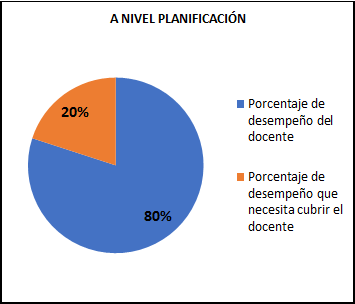 A NIVEL PLANIFICACIÓN
20%
80%
Porcentaje de
desempeño del
docente
Porcentaje de
desempeño que
necesita cubrir el
docente